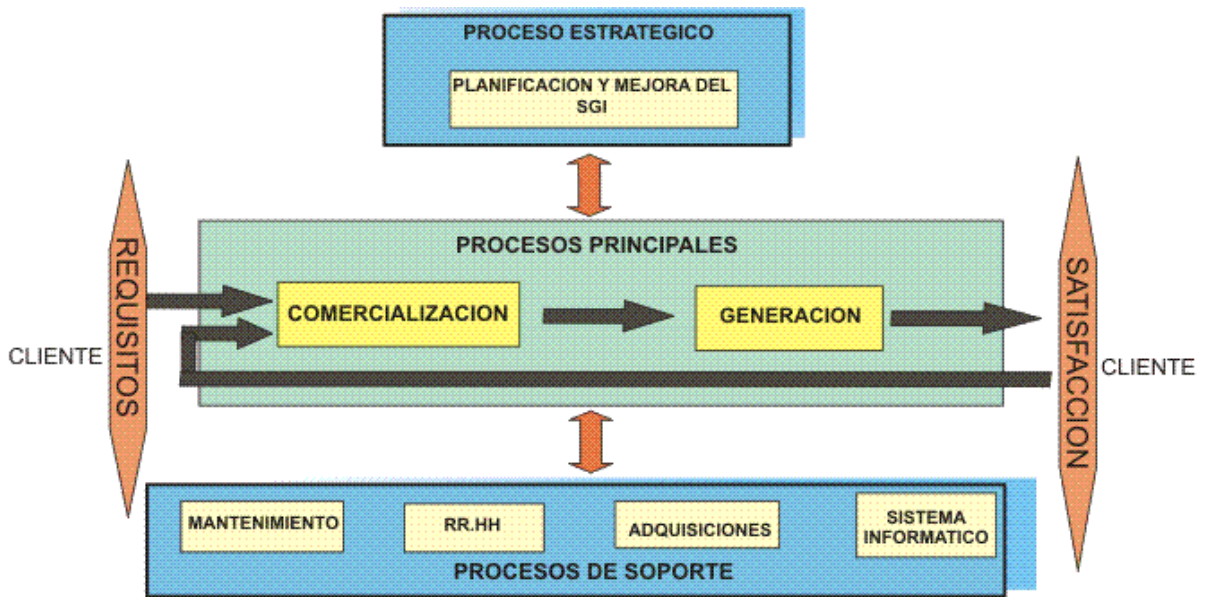 PROCESO ESTRATEGICO
PLANIFICACION Y MEJORA DEL
SGI
REQUISITOS
PROCESOS PRINCIPALES
SATISFACCION
COMERCIALIZACION
GENERACION
CLIENTE
CLIENTE
MANTENIMIENTO
RR.HH
ADQUISICIONES
SISTEMA
INFORMATICO
PROCESOS DE SOPORTE